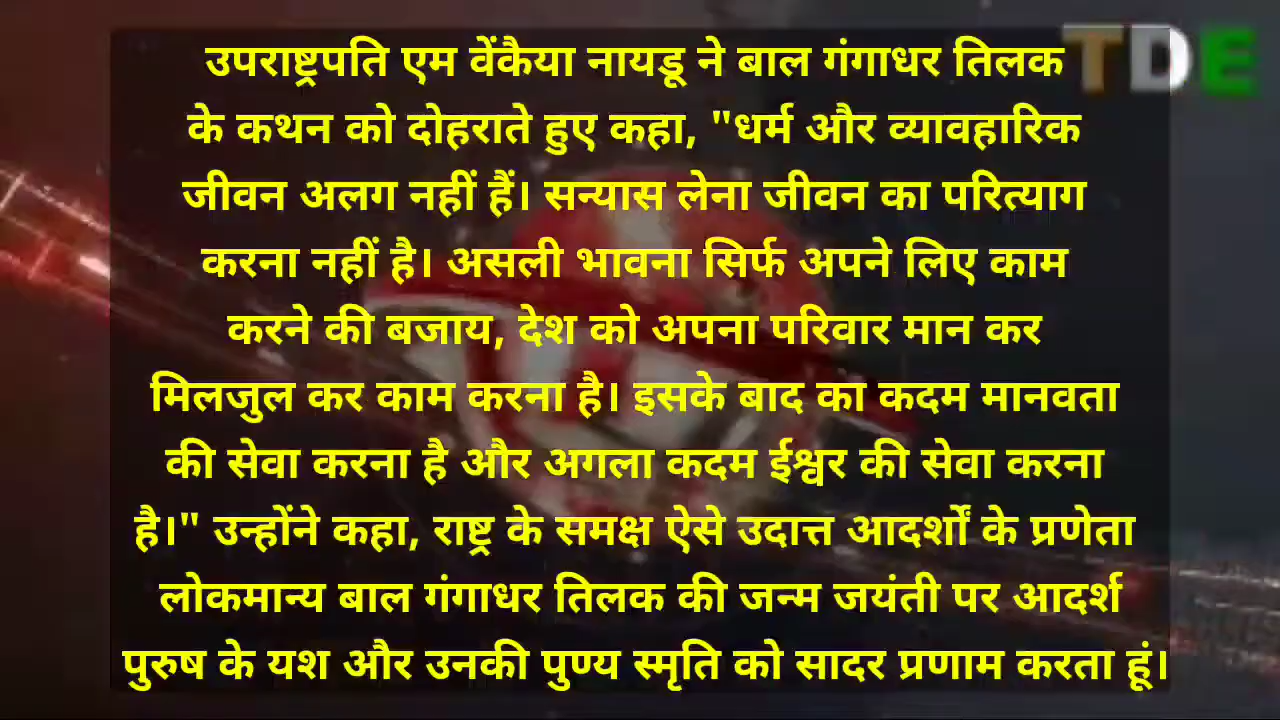 TDE
उपराष्ट्रपति एम वेंकैया नायडू ने बाल गंगाधर तिलक
के कथन को दोहराते हुए कहा, "धर्म और व्यावहारिक
जीवन अलग नहीं हैं। सन्यास लेना जीवन का परित्याग
करना नहीं है। असली भावना सिर्फ अपने लिए काम
करने की बजाय, देश को अपना परिवार मान कर
मिलजुल कर काम करना है। इसके बाद का कदम मानवता
की सेवा करना है और अगला कदम ईश्वर की सेवा करना
है।" उन्होंने कहा, राष्ट्र के समक्ष ऐसे उदात्त आदर्शों के प्रणेता
लोकमान्य बाल गंगाधर तिलक की जन्म जयंती पर आदर्श
पुरुष के यश और उनकी पुण्य स्मृति को सादर प्रणाम करता हूं।